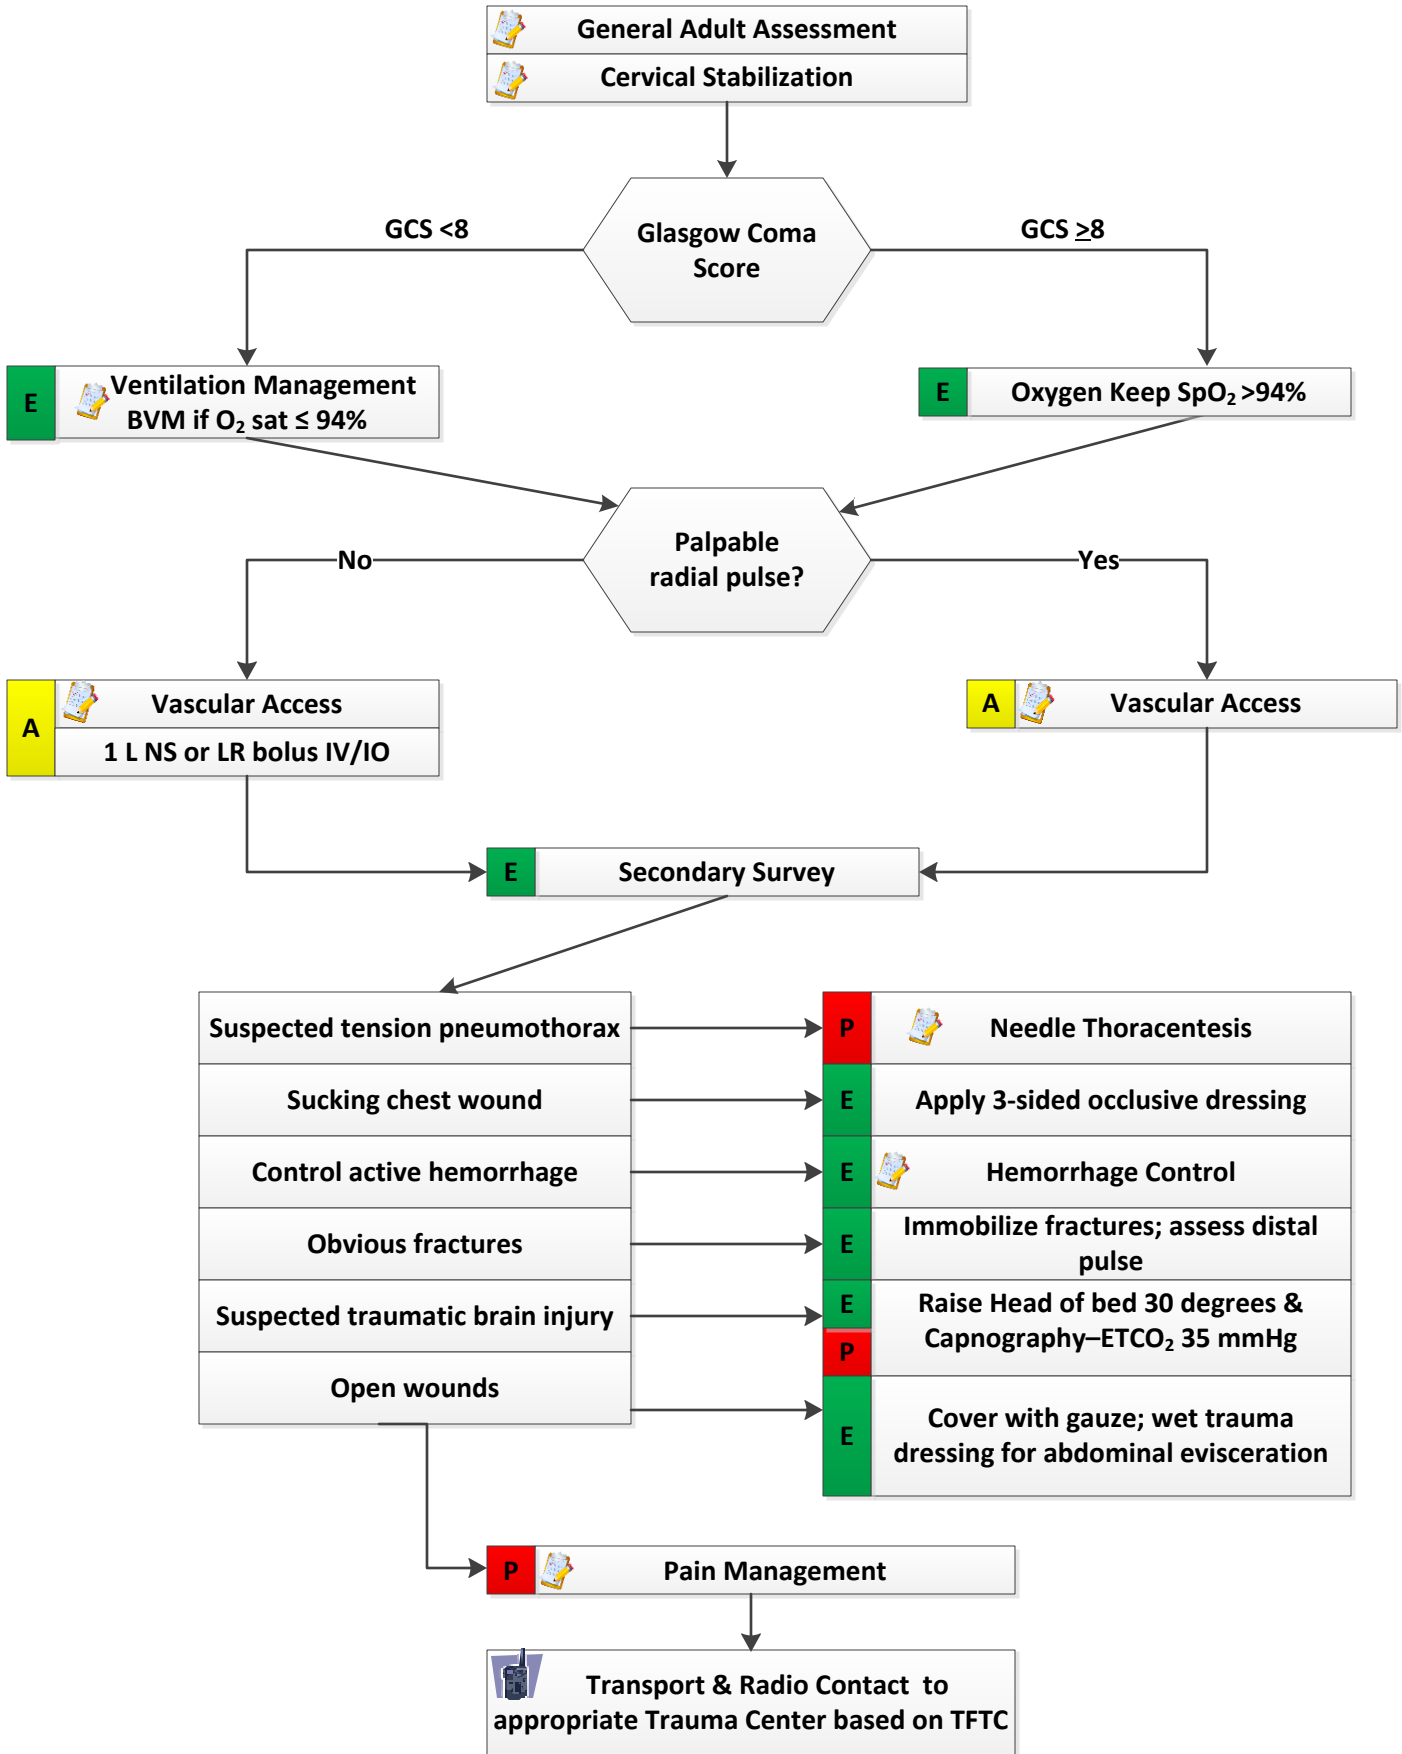 General Adult Assessment
Cervical Stabilization
GCS <8
GCS ≥8
Glasgow Coma
Score
E
Ventilation Management
BVM if O₂ sat ≤ 94%
E
Oxygen Keep SpO₂ >94%
Palpable
radial pulse?
No
Yes
A
Vascular Access
1 L NS or LR bolus IV/IO
A
Vascular Access
E
Secondary Survey
Suspected tension pneumothorax
P
Needle Thoracentesis
Sucking chest wound
E
Apply 3-sided occlusive dressing
Control active hemorrhage
E
Hemorrhage Control
Obvious fractures
E
Immobilize fractures; assess distal
pulse
Suspected traumatic brain injury
E
P
Raise Head of bed 30 degrees &
Capnography–ETCO₂ 35 mmHg
Open wounds
E
Cover with gauze; wet trauma
dressing for abdominal evisceration
P
Pain Management
Transport & Radio Contact to
appropriate Trauma Center based on TFTC